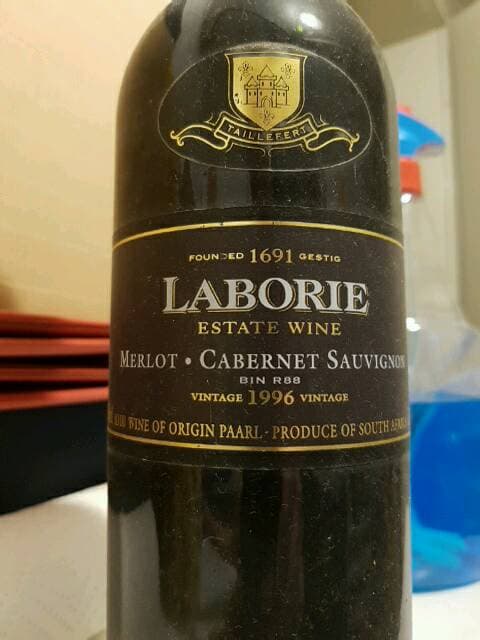 TAILLEFERT
FOUNDED 1691 GESTIG
LABORIE
ESTATE WINE
MERLOT • CABERNET SAUVIGNON
BIN R88
VINTAGE 1996 VINTAGE
WINE OF ORIGIN PAARL - PRODUCE OF SOUTH